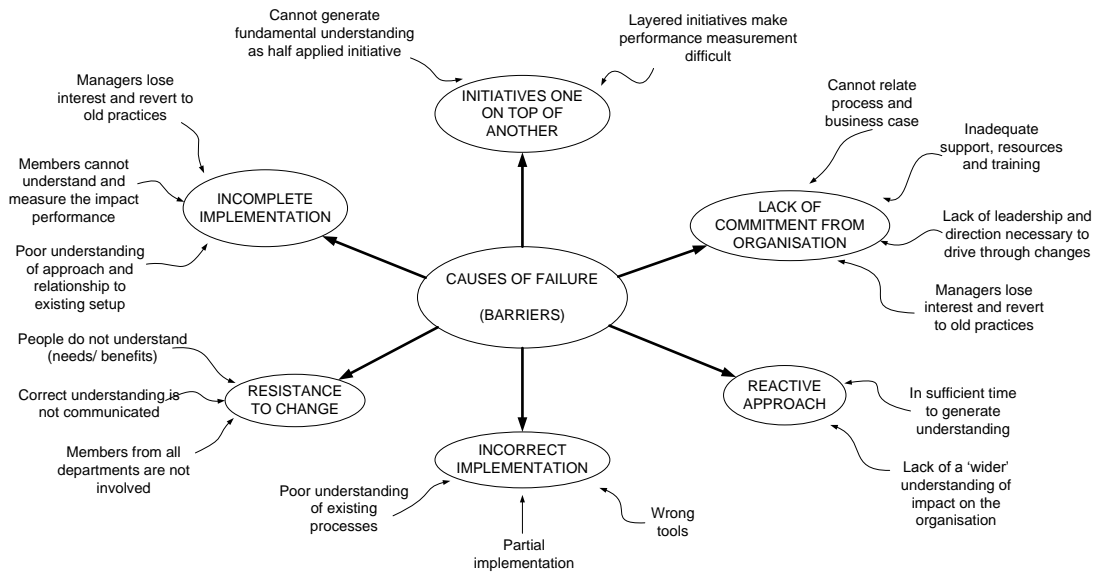 Cannot generate
fundamental understanding
as half applied initiative
Layered initiatives make
performance measurement
difficult
INITIATIVES ONE
ON TOP OF
ANOTHER
Managers lose
interest and revert to
old practices
Members cannot
understand and
measure the impact
performance
Poor understanding
of approach and
relationship to
existing setup
INCOMPLETE
IMPLEMENTATION
Cannot relate
process and
business case
Inadequate
support, resources
and training
Lack of leadership and
direction necessary to
drive through changes
Managers lose
interest and revert
to old practices
LACK OF
COMMITMENT FROM
ORGANISATION
CAUSES OF FAILURE
(BARRIERS)
People do not understand
(needs/ benefits)
Correct understanding is
not communicated
Members from all
departments are not
involved
RESISTANCE
TO CHANGE
INCORRECT
IMPLEMENTATION
Poor understanding
of existing
processes
Partial
implementation
Wrong
tools
REACTIVE
APPROACH
In sufficient time
to generate
understanding
Lack of a ‘wider’
understanding of
impact on the
organisation